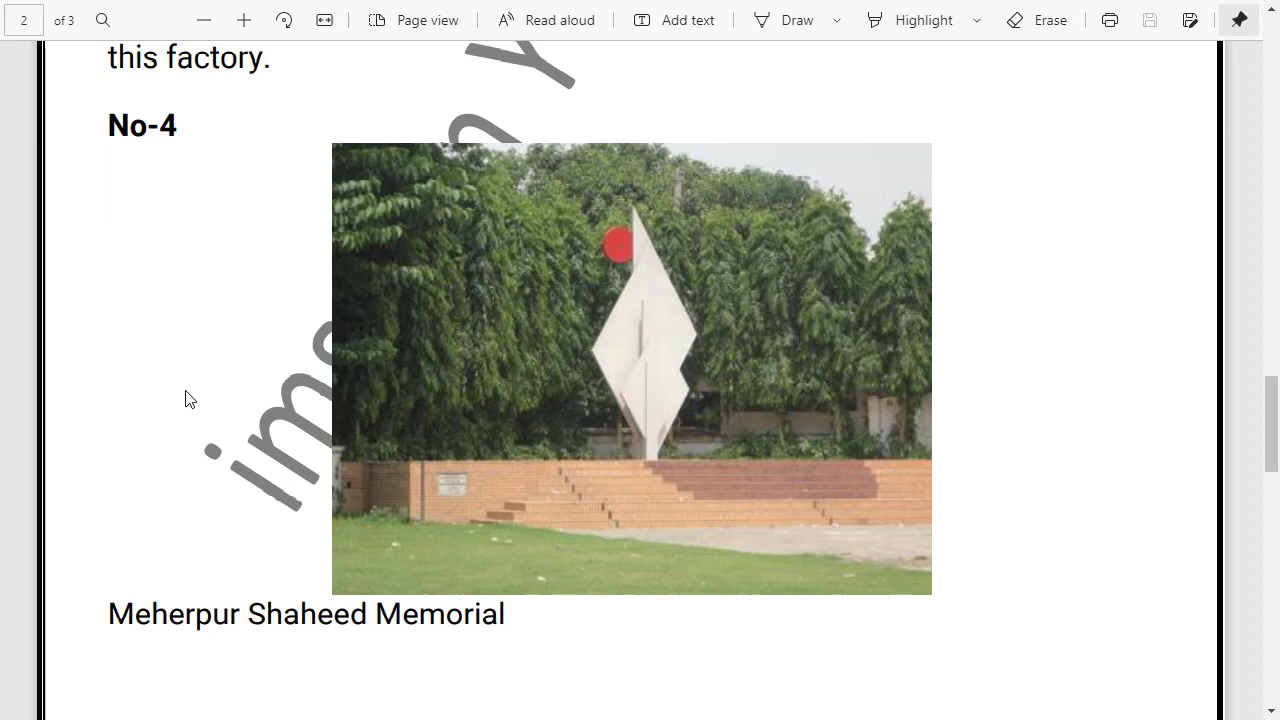 2 of 3 Page view Read aloud Add text Draw Highlight Erase
this factory.
No-4
Meherpur Shaheed Memorial